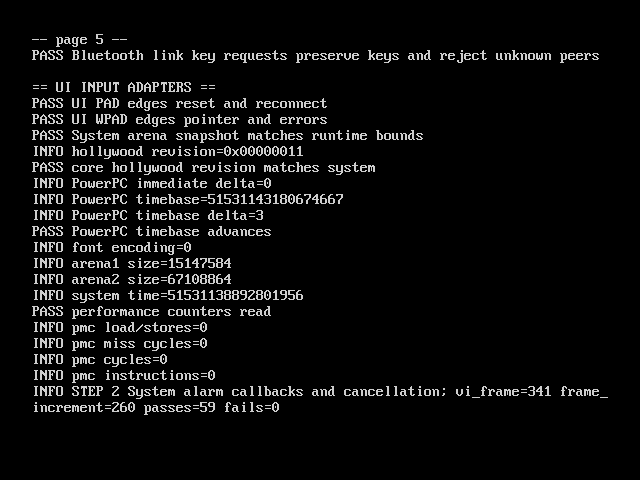 -- page 5 --
PASS Bluetooth link key requests preserve keys and reject unknown peers
== UI INPUT ADAPTERS ==
PASS UI PAD edges reset and reconnect
PASS UI WPAD edges pointer and errors
PASS System arena snapshot matches runtime bounds
INFO hollywood revision=0x00000011
PASS core hollywood revision matches system
INFO PowerPC immediate delta=0
INFO PowerPC timebase=51531143180674667
INFO PowerPC timebase delta=3
PASS PowerPC timebase advances
INFO font encoding=0
INFO arena1 size=15147584
INFO arena2 size=67108864
INFO system time=51531138892801956
PASS performance counters read
INFO pmc load/stores=0
INFO pmc miss cycles=0
INFO pmc cycles=0
INFO pmc instructions=0
INFO STEP 2 System alarm callbacks and cancellation; vi_frame=341 frame_
increment=260 passes=59 fails=0